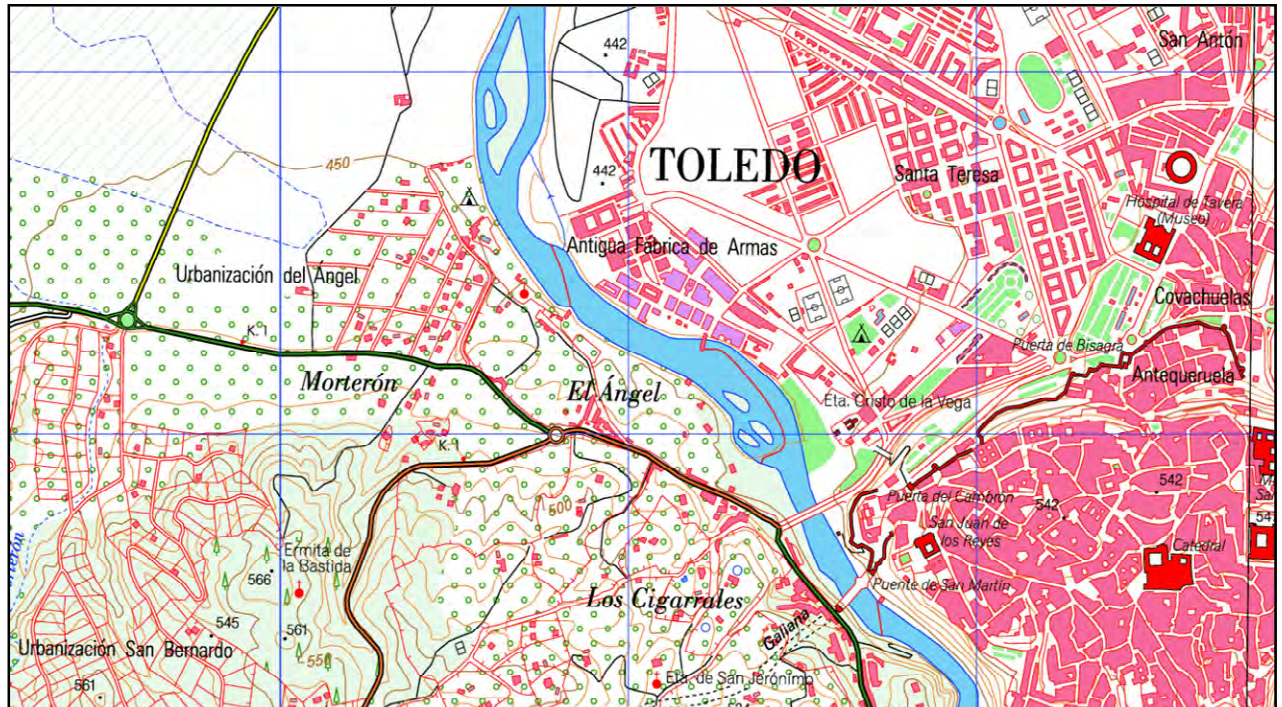 442
San Antón
450
TOLEDO
442
Santa Teresa
Hospital de Tavera
(Museo)
Antigua Fábrica de Armas
Urbanización del Ángel
Covachuelas
K. 1
Puerta de Bisagra
Morterón
Antequeruela
El Ángel
Eta. Cristo de la Vega
K. 1
542
Puerta del Cambrón
500
542
San Juan de
los Reyes
Catedral
Ermita de
la Bastida
566
Puente de San Martín
Los Cigarrales
545
561
Galiana
Urbanización San Bernardo
550
Eta. de San Jerónimo
561